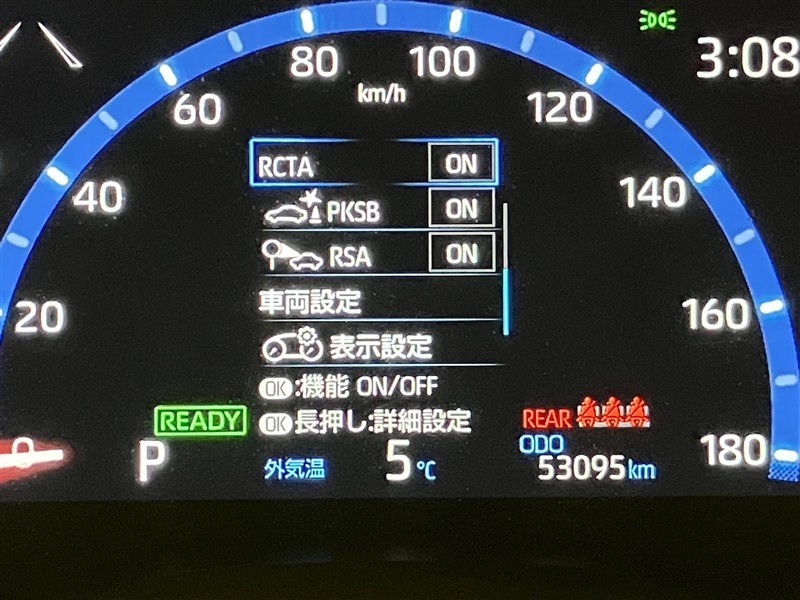 3:08
80 100
km/h
60 120
RCTA ON
40 140
PKSB ON
RSA ON
車両設定
20 160
表示設定
OK:機能 ON/OFF
READY OK長押し:詳細設定 REAR
0 P 外気温 5℃ ODO 53095km 180